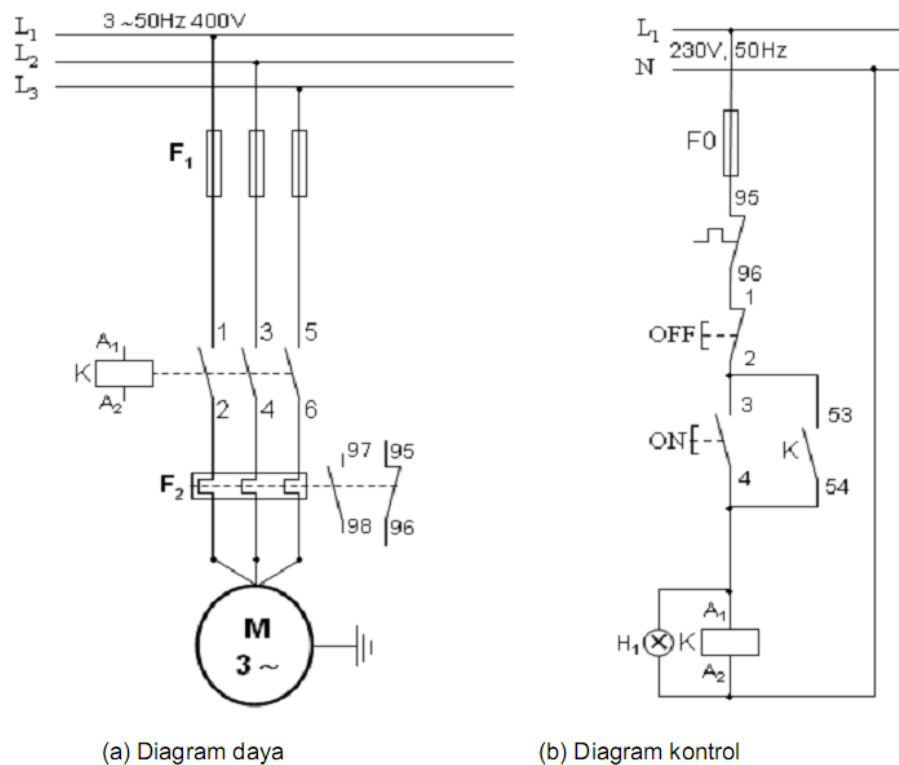 L1 3 ~50Hz 400V
L2
L3
F1
1 3 5
A1
K
A2
2 4 6
97 95
F2
98 96
M
3 ~
(a) Diagram daya
L1
230V, 50Hz
N
F0
95
96
1
OFF
2
3 53
ON K
4 54
A1
H1 K
A2
(b) Diagram kontrol